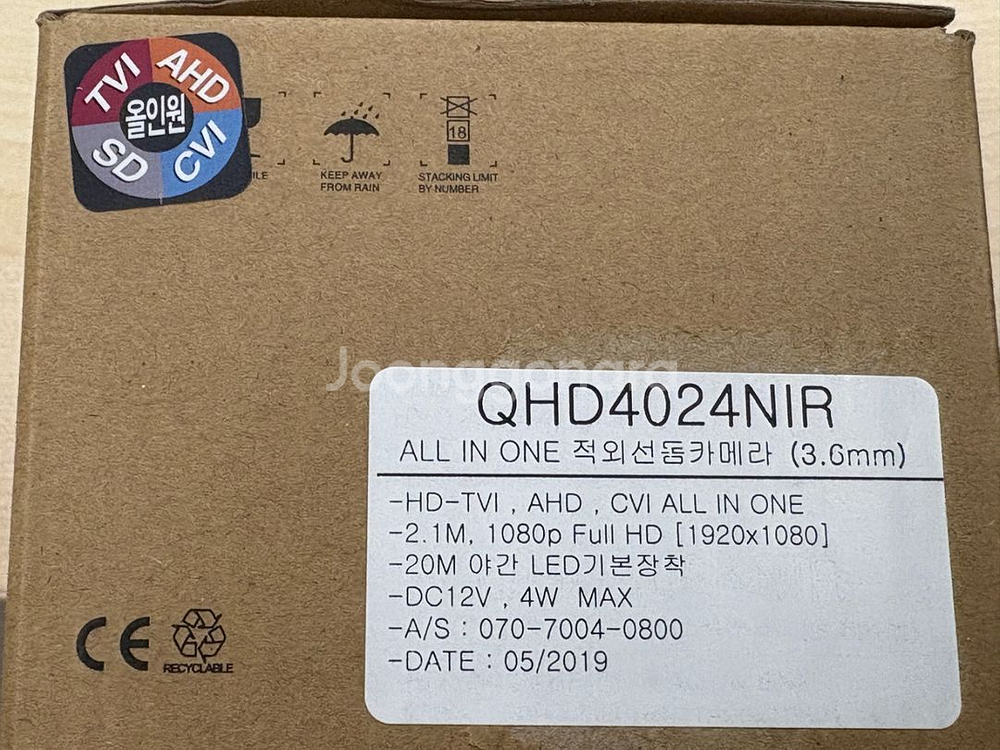 TVI AHD
올인원
SD CVI
18
ILE
KEEP AWAY
FROM RAIN
STACKING LIMIT
BY NUMBER
Joonggonara
QHD4024NIR
ALL IN ONE 적외선돔카메라 (3.6mm)
-HD-TVI , AHD , CVI ALL IN ONE
-2.1M, 1080p Full HD [1920x1080]
-20M 야간 LED기본장착
-DC12V , 4W MAX
-A/S : 070-7004-0800
-DATE : 05/2019
CE
RECYCLABLE